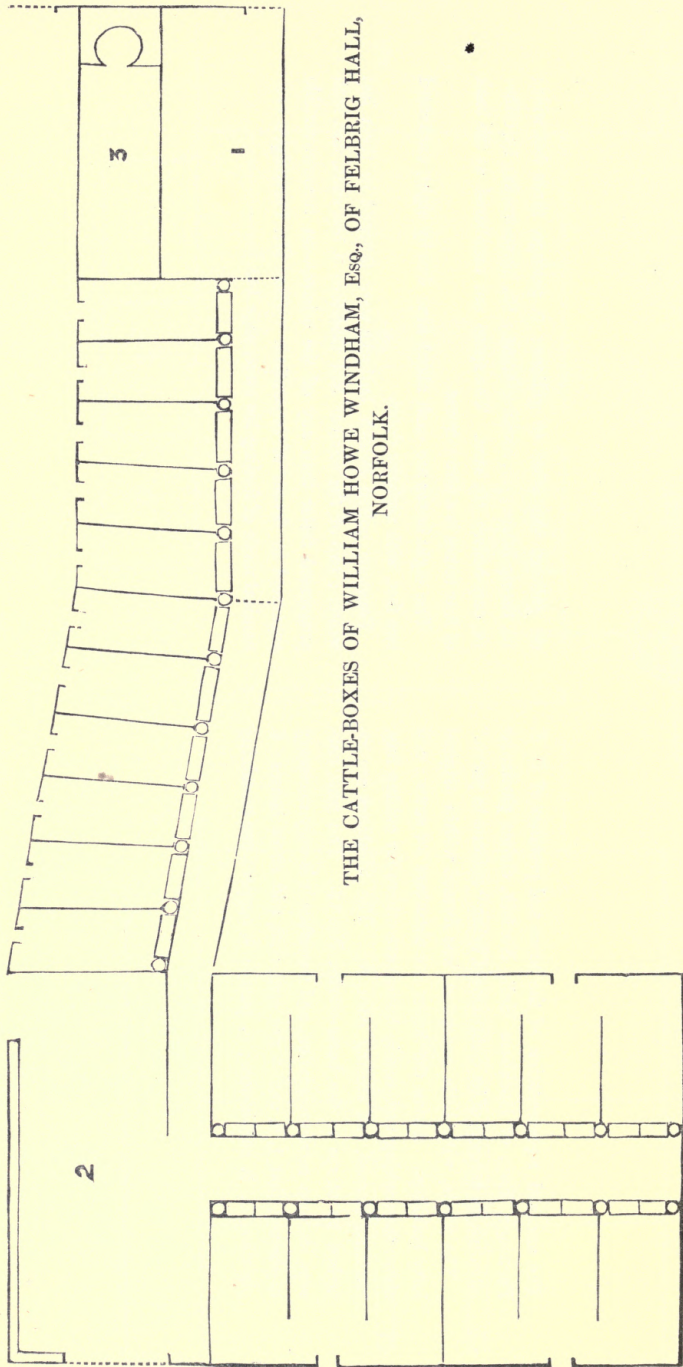 3
1
2
THE CATTLE-BOXES OF WILLIAM HOWE WINDHAM, Esq., OF FELBRIG HALL,
NORFOLK.